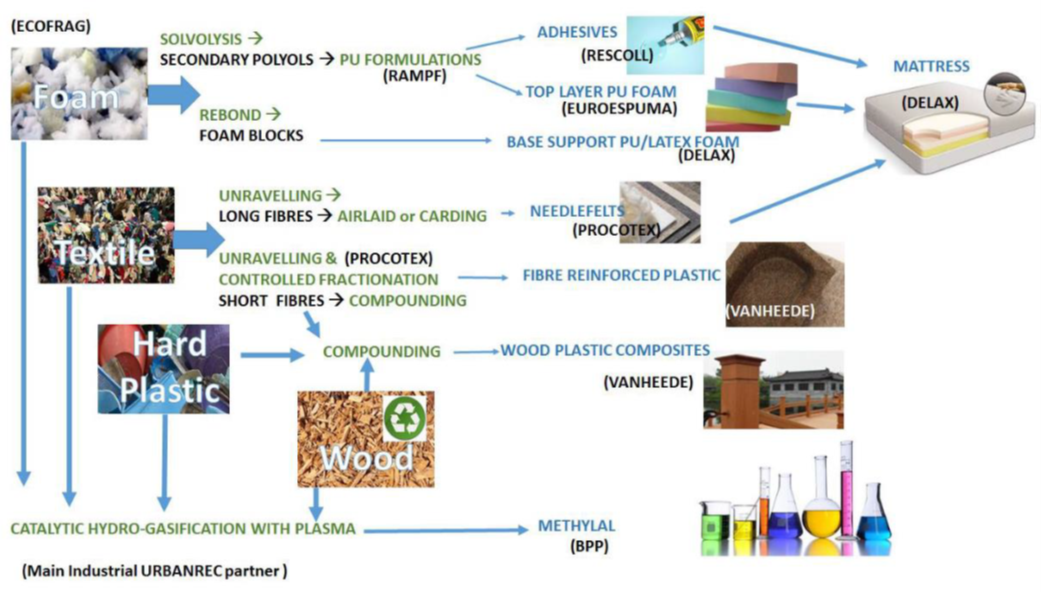 (ECOFRAG)
Foam
SOLVOLYSIS →
SECONDARY POLYOLS → PU FORMULATIONS
(RAMPF)
ADHESIVES
(RESCOLL)
TOP LAYER PU FOAM
(EUROESPUMA)
MATTRESS
(DELAX)
REBOND →
FOAM BLOCKS
BASE SUPPORT PU/LATEX FOAM
(DELAX)
Textile
UNRAVELLING →
LONG FIBRES → AIRLAID or CARDING
NEEDLEFELTS
(PROCOTEX)
UNRAVELLING & (PROCOTEX)
CONTROLLED FRACTIONATION
SHORT FIBRES → COMPOUNDING
FIBRE REINFORCED PLASTIC
(VANHEEDE)
Hard
Plastic
COMPOUNDING
WOOD PLASTIC COMPOSITES
(VANHEEDE)
Wood
CATALYTIC HYDRO-GASIFICATION WITH PLASMA
METHYLAL
(BPP)
(Main Industrial URBANREC partner )